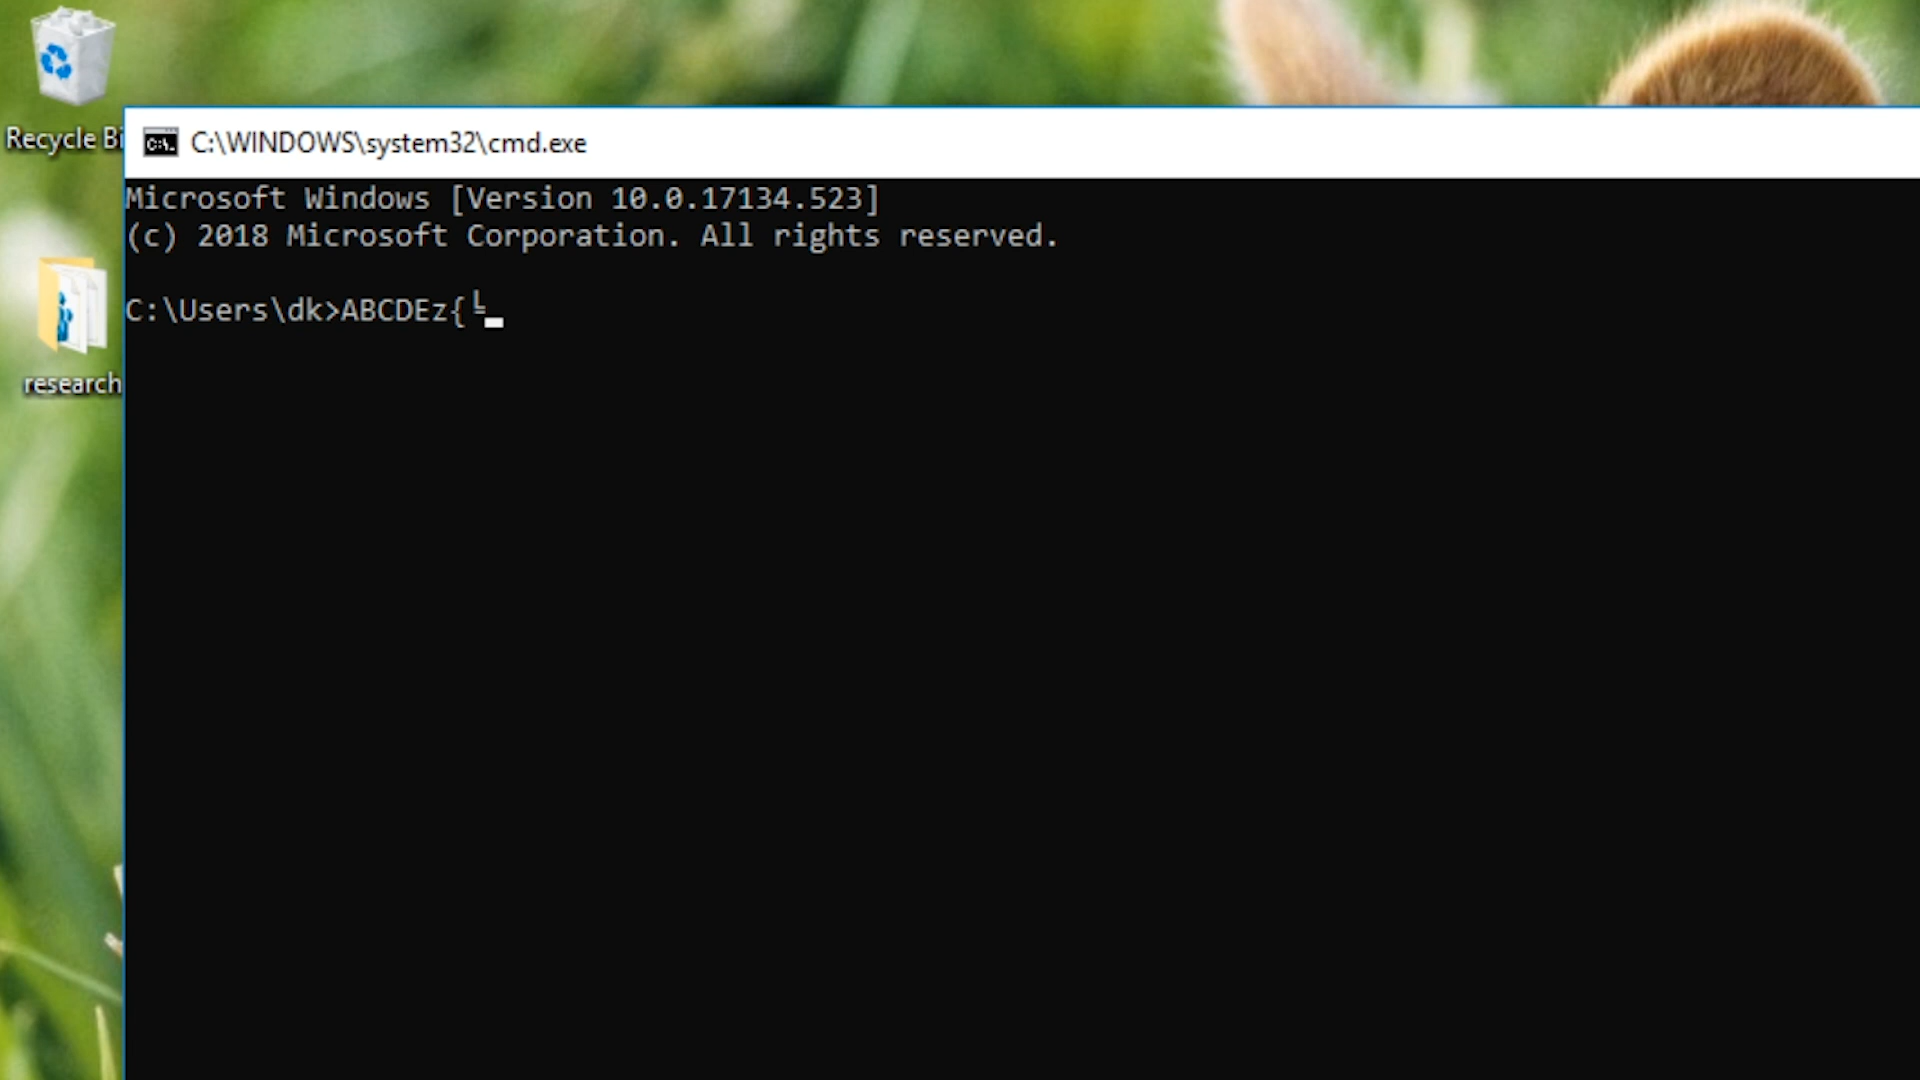 Recycle Bi
C:\WINDOWS\system32\cmd.exe
Microsoft Windows [Version 10.0.17134.523]
(c) 2018 Microsoft Corporation. All rights reserved.
C:\Users\dk>ABCDEz{╘
research